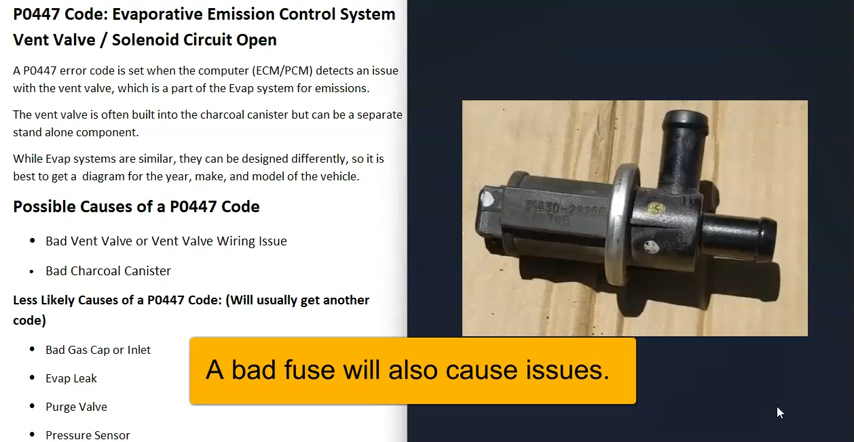 P0447 Code: Evaporative Emission Control System
Vent Valve / Solenoid Circuit Open
A P0447 error code is set when the computer (ECM/PCM) detects an issue
with the vent valve, which is a part of the Evap system for emissions.
The vent valve is often built into the charcoal canister but can be a separate
stand alone component.
While Evap systems are similar, they can be designed differently, so it is
best to get a diagram for the year, make, and model of the vehicle.
Possible Causes of a P0447 Code
• Bad Vent Valve or Vent Valve Wiring Issue
• Bad Charcoal Canister
Less Likely Causes of a P0447 Code: (Will usually get another
code)
• Bad Gas Cap or Inlet
• Evap Leak
• Purge Valve
• Pressure Sensor
A bad fuse will also cause issues.